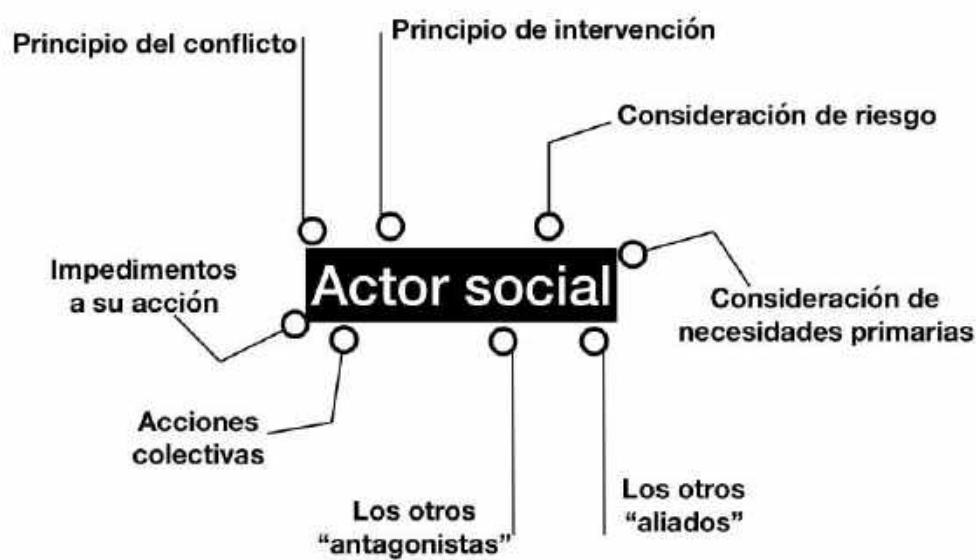 Principio del conflicto
Principio de intervención
Consideración de riesgo
Impedimentos
a su acción
Actor social
Consideración de
necesidades primarias
Acciones
colectivas
Los otros
“antagonistas”
Los otros
“aliados”